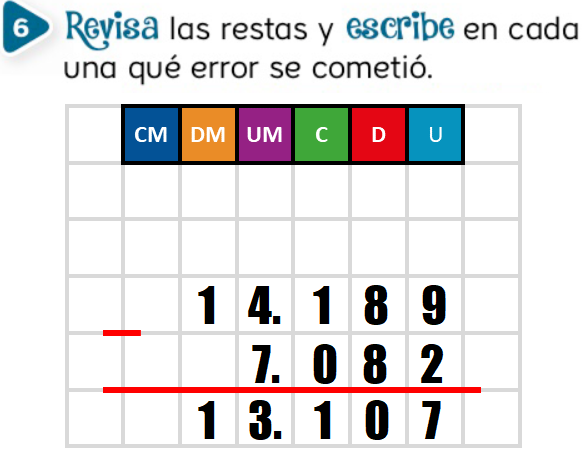 6 Revisa las restas y escribe en cada
una qué error se cometió.
CM DM UM C D U
1 4. 1 8 9
7. 0 8 2
1 3. 1 0 7